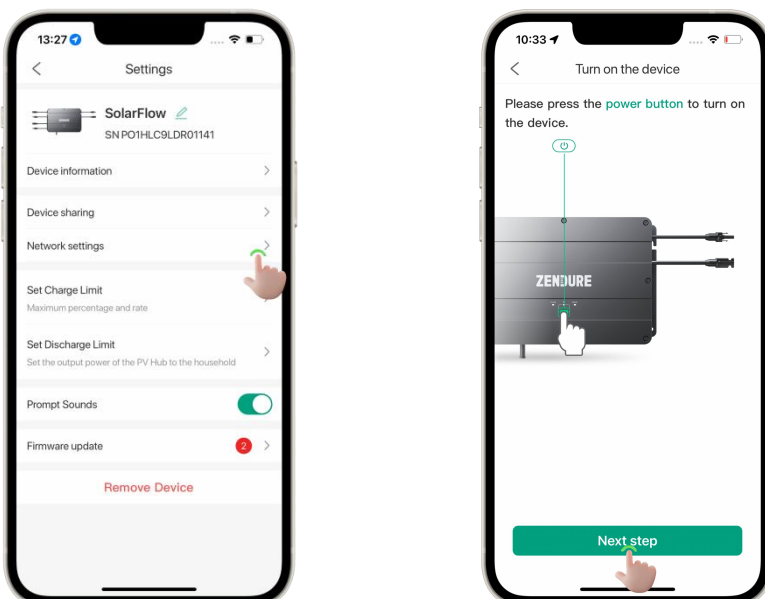 13:27
Settings
SolarFlow
SN PO1HLC9LDR01141
Device information
Device sharing
Network settings
Set Charge Limit
Maximum percentage and rate
Set Discharge Limit
Set the output power of the PV Hub to the household
Prompt Sounds
Firmware update
2
Remove Device
10:33
Turn on the device
Please press the power button to turn on
the device.
ZENDURE
Next step